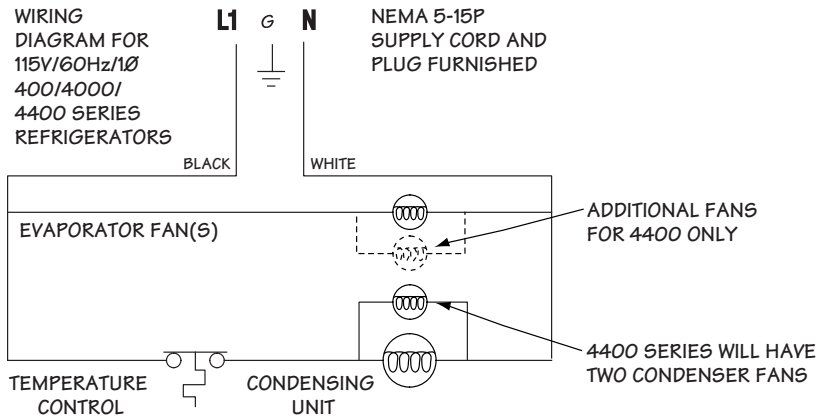 WIRING
DIAGRAM FOR
115V/60Hz/1Ø
400/4000/
4400 SERIES
REFRIGERATORS
L1 G N
NEMA 5-15P
SUPPLY CORD AND
PLUG FURNISHED
BLACK
WHITE
EVAPORATOR FAN(S)
ADDITIONAL FANS
FOR 4400 ONLY
4400 SERIES WILL HAVE
TWO CONDENSER FANS
TEMPERATURE
CONTROL
CONDENSING
UNIT